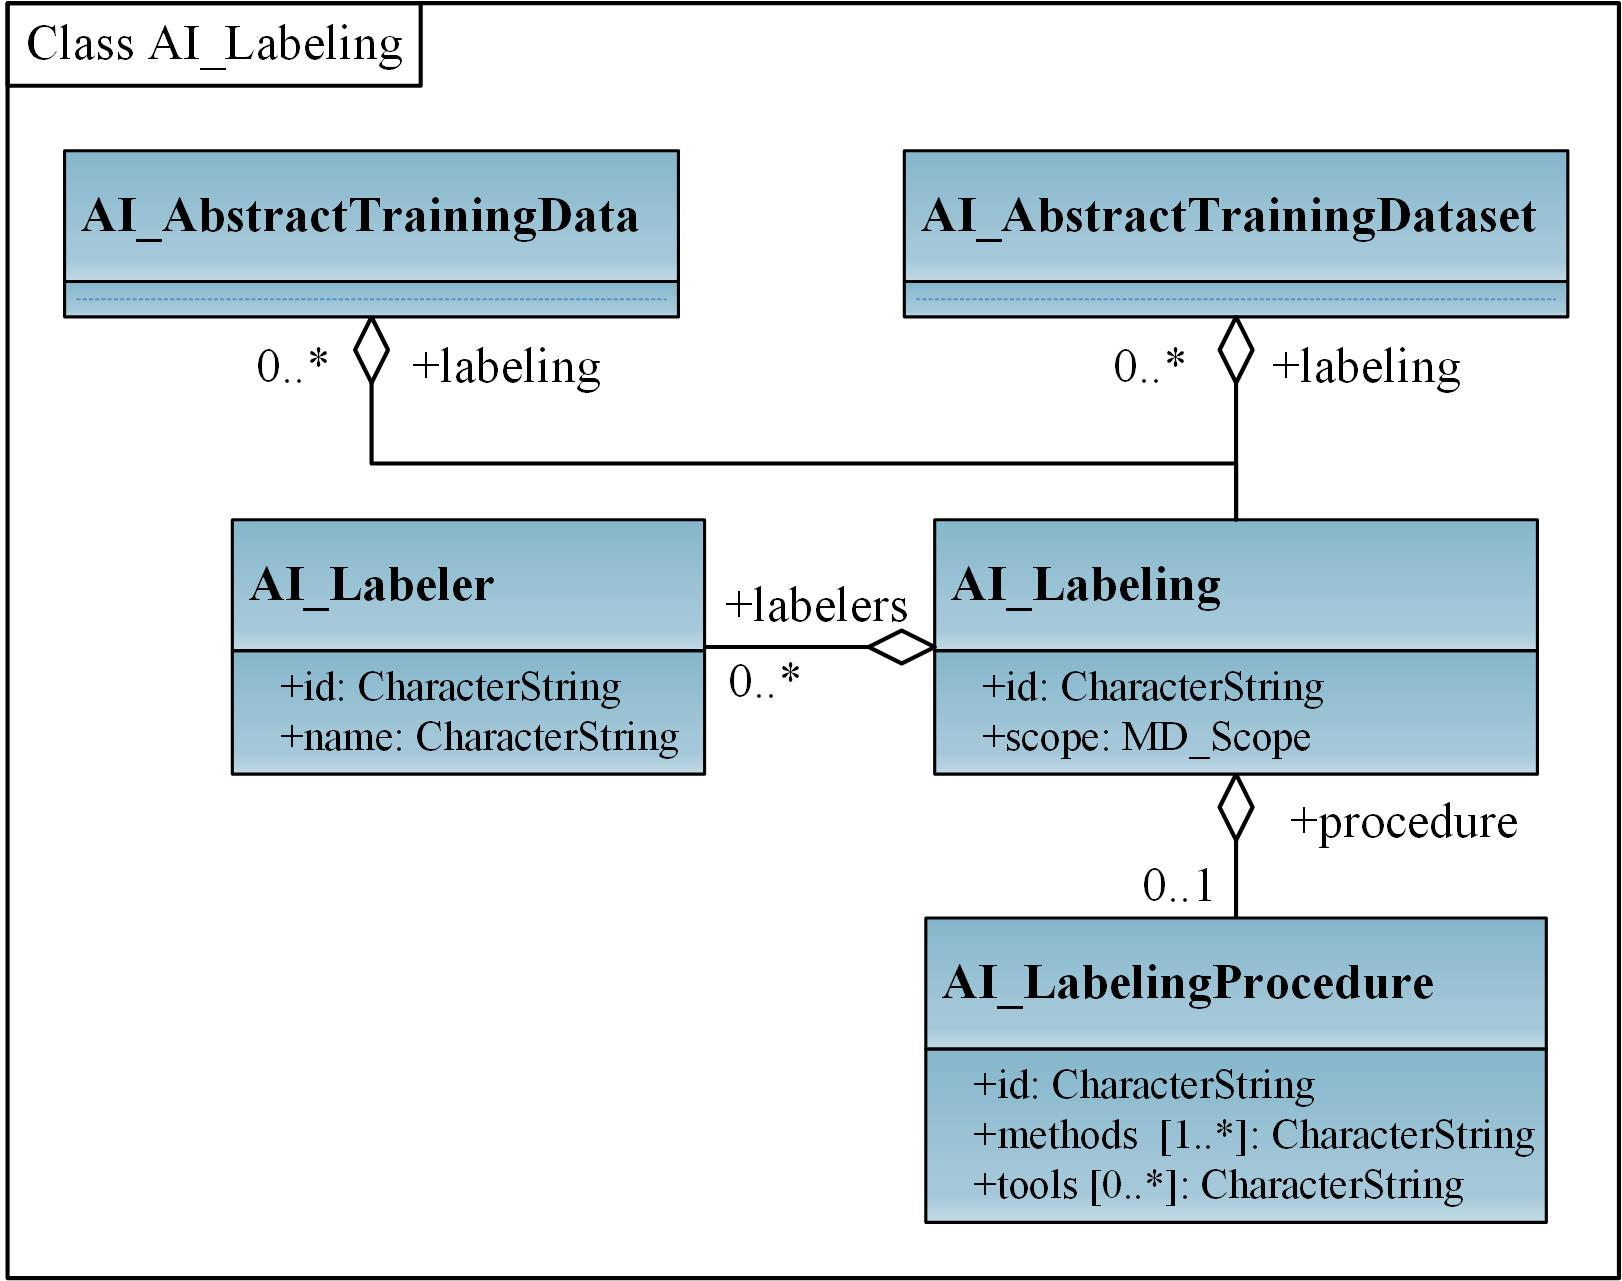 Class AI_Labeling
AI_AbstractTrainingData
AI_AbstractTrainingDataset
0..* +labeling
0..* +labeling
AI_Labeler
+id: CharacterString
+name: CharacterString
+labelers
0..*
AI_Labeling
+id: CharacterString
+scope: MD_Scope
+procedure
0..1
AI_LabelingProcedure
+id: CharacterString
+methods [1..*]: CharacterString
+tools [0..*]: CharacterString